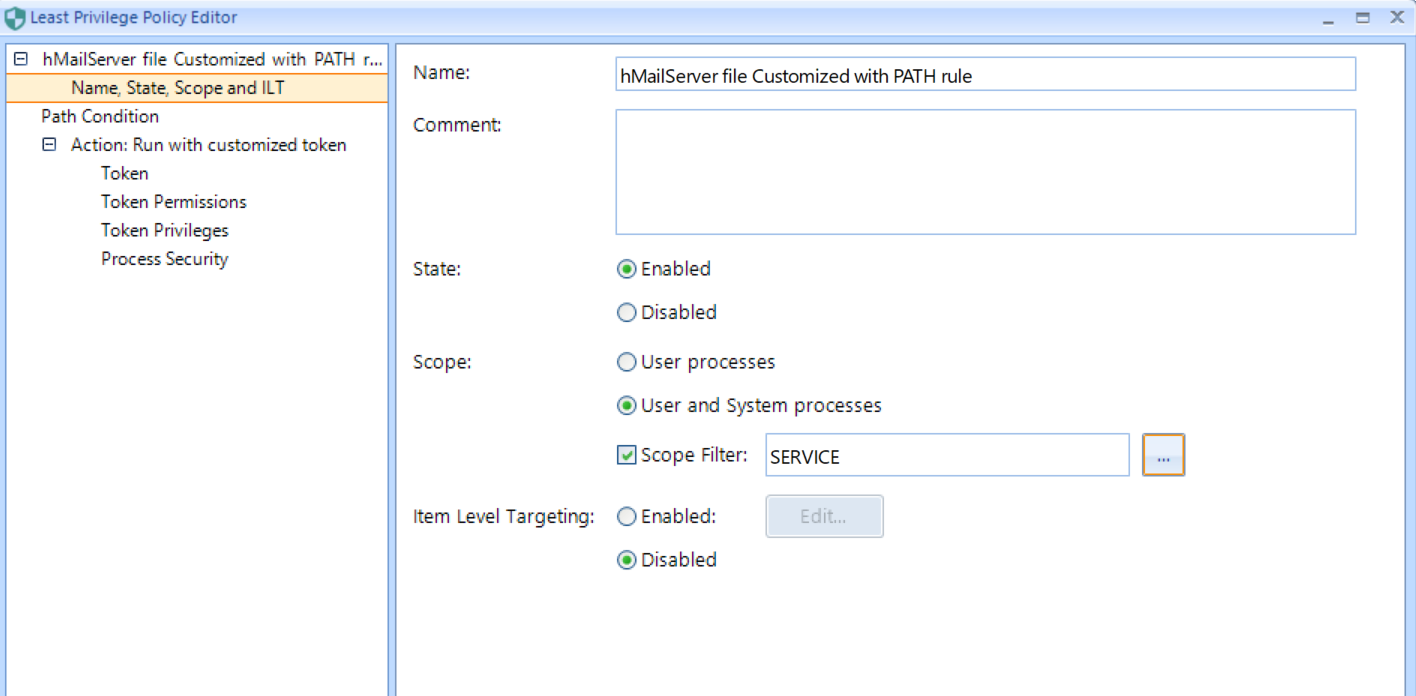 Least Privilege Policy Editor
hMailServer file Customized with PATH r...
Name, State, Scope and ILT
Path Condition
Action: Run with customized token
Token
Token Permissions
Token Privileges
Process Security
Name: hMailServer file Customized with PATH rule
Comment:
State: Enabled
Disabled
Scope: User processes
User and System processes
Scope Filter: SERVICE ...
Item Level Targeting: Enabled: Edit...
Disabled